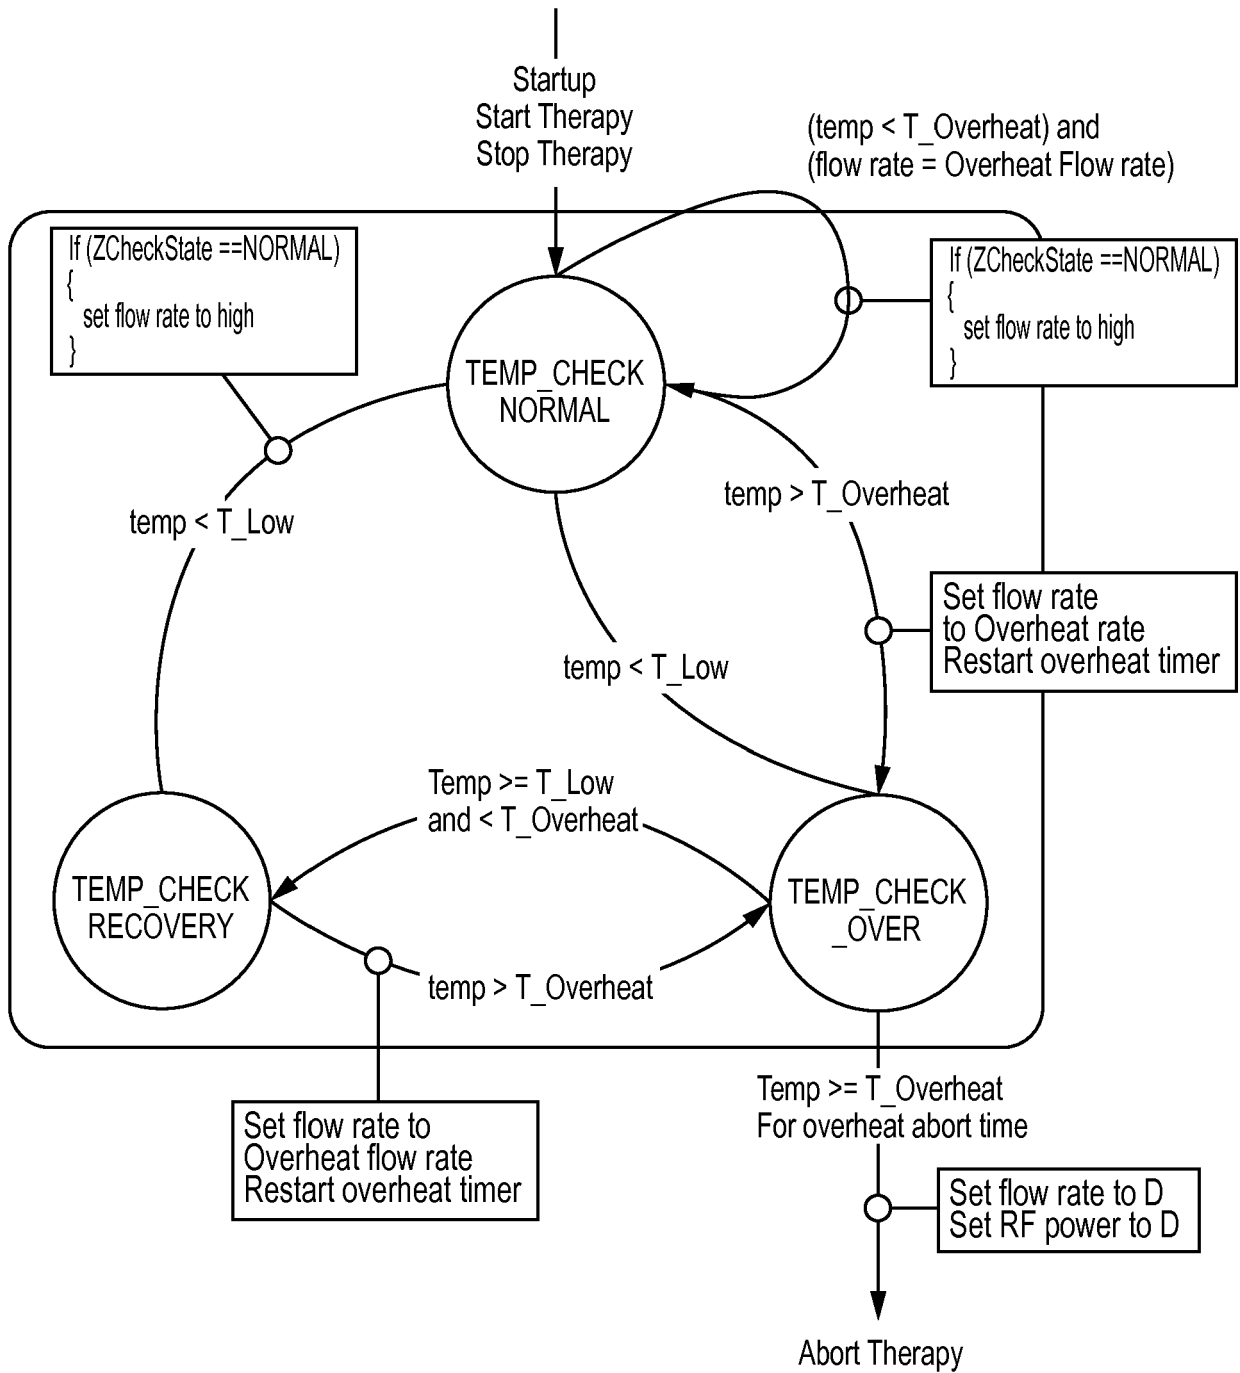 Startup
Start Therapy
Stop Therapy
(temp < T_Overheat) and
(flow rate = Overheat Flow rate)
If (ZCheckState ==NORMAL)
{
set flow rate to high
}
If (ZCheckState ==NORMAL)
{
set flow rate to high
}
TEMP_CHECK
NORMAL
temp > T_Overheat
temp < T_Low
Set flow rate
to Overheat rate
Restart overheat timer
temp < T_Low
Temp >= T_Low
and < T_Overheat
TEMP_CHECK
RECOVERY
TEMP_CHECK
_OVER
temp > T_Overheat
Temp >= T_Overheat
For overheat abort time
Set flow rate to
Overheat flow rate
Restart overheat timer
Set flow rate to D
Set RF power to D
Abort Therapy